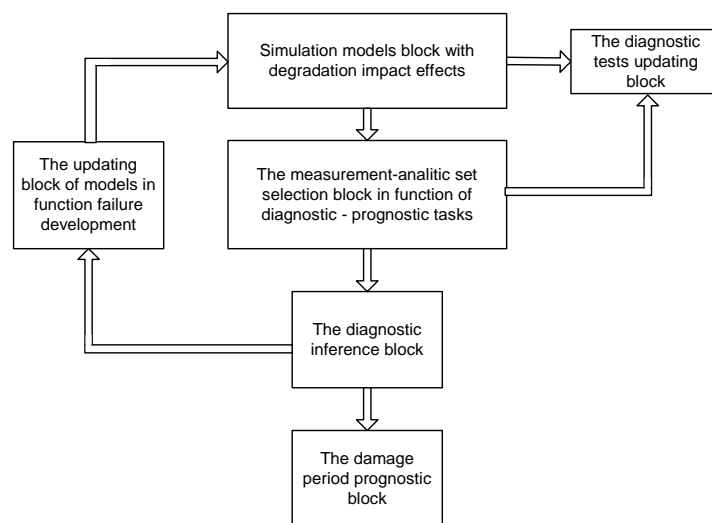 Simulation models block with
degradation impact effects
The diagnostic
tests updating
block
The updating
block of models in
function failure
development
The measurement-analitic set
selection block in function of
diagnostic - prognostic tasks
The diagnostic
inference block
The damage
period prognostic
block